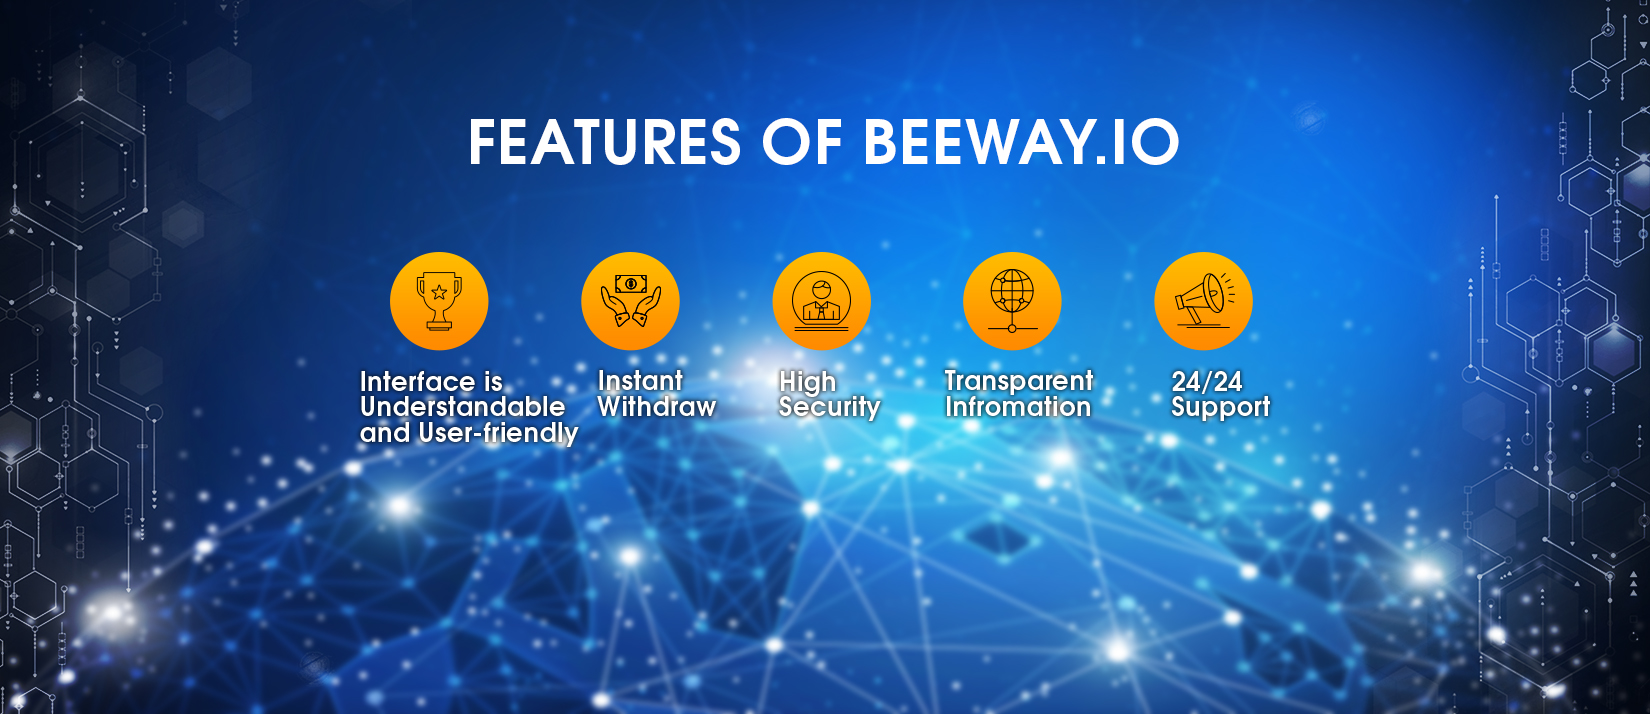 FEATURES OF BEEWAY.IO
Interface is
Understandable
and User-friendly
Instant
Withdraw
High
Security
Transparent
Infromation
24/24
Support